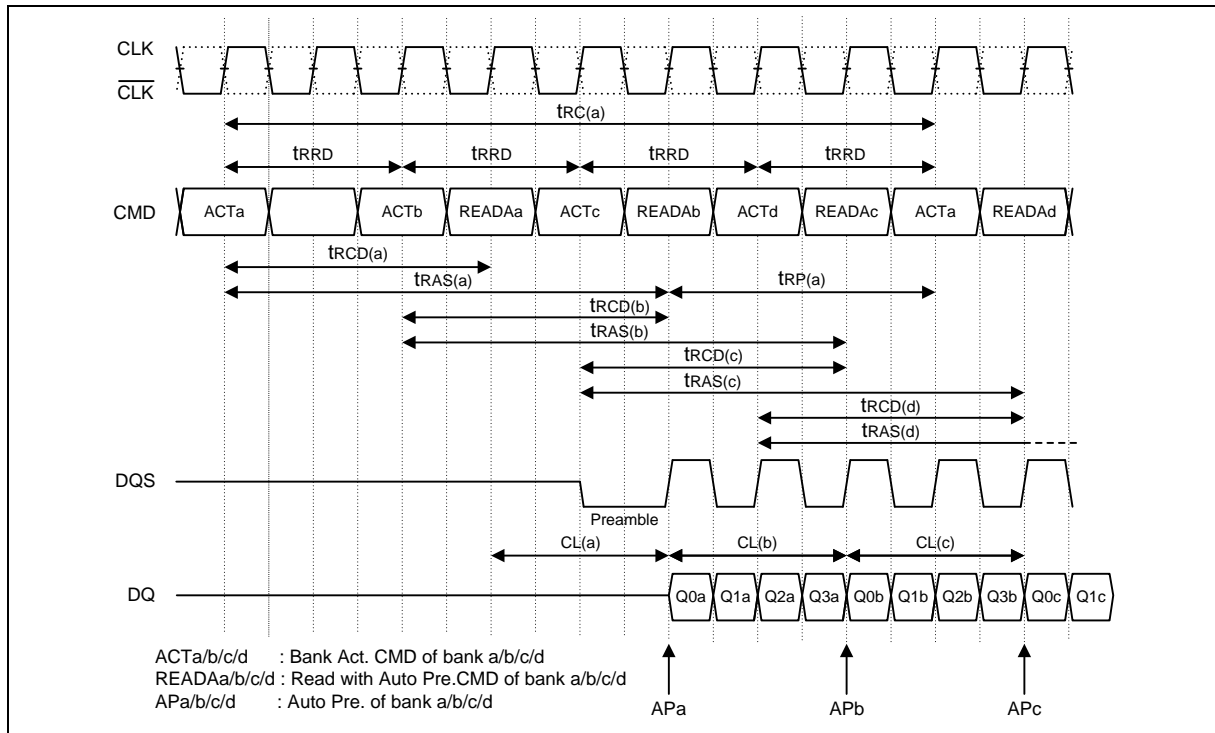 CLK
CLK
tRC(a)
tRRD tRRD tRRD tRRD
CMD ACTa ACTb READAa ACTc READAb ACTd READAc ACTa READAd
tRCD(a)
tRAS(a) tRP(a)
tRCD(b)
tRAS(b)
tRCD(c)
tRAS(c)
tRCD(d)
tRAS(d)
DQS
Preamble
CL(a) CL(b) CL(c)
DQ Q0a Q1a Q2a Q3a Q0b Q1b Q2b Q3b Q0c Q1c
ACTa/b/c/d : Bank Act. CMD of bank a/b/c/d
READAa/b/c/d : Read with Auto Pre.CMD of bank a/b/c/d
APa/b/c/d : Auto Pre. of bank a/b/c/d
APa APb APc